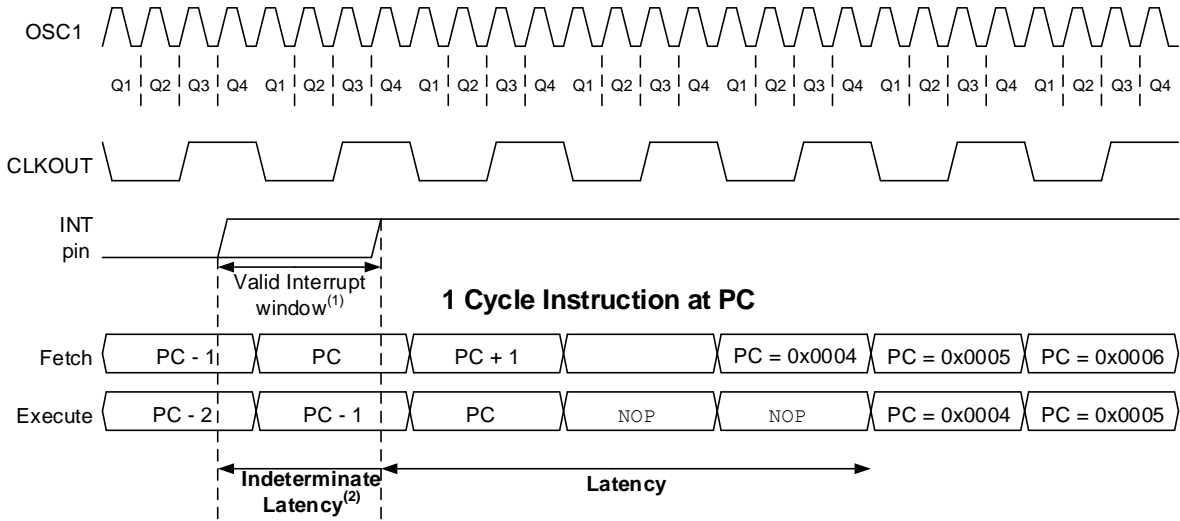 OSC1
Q1 Q2 Q3 Q4 Q1 Q2 Q3 Q4 Q1 Q2 Q3 Q4 Q1 Q2 Q3 Q4 Q1 Q2 Q3 Q4 Q1 Q2 Q3 Q4 Q1 Q2 Q3 Q4
CLKOUT
INT
pin
Valid Interrupt
window(1)
1 Cycle Instruction at PC
Fetch PC - 1 PC PC + 1 PC = 0x0004 PC = 0x0005 PC = 0x0006
Execute PC - 2 PC - 1 PC NOP NOP PC = 0x0004 PC = 0x0005
Indeterminate
Latency(2)
Latency